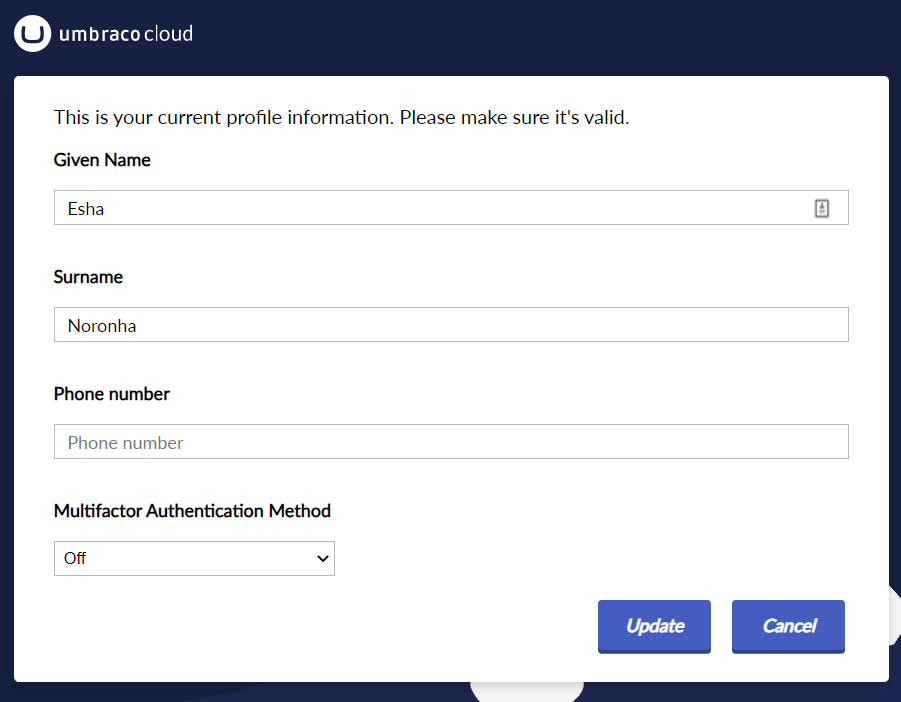 umbraco cloud
This is your current profile information. Please make sure it's valid.
Given Name
Esha
Surname
Noronha
Phone number
Phone number
Multifactor Authentication Method
Off
Update Cancel